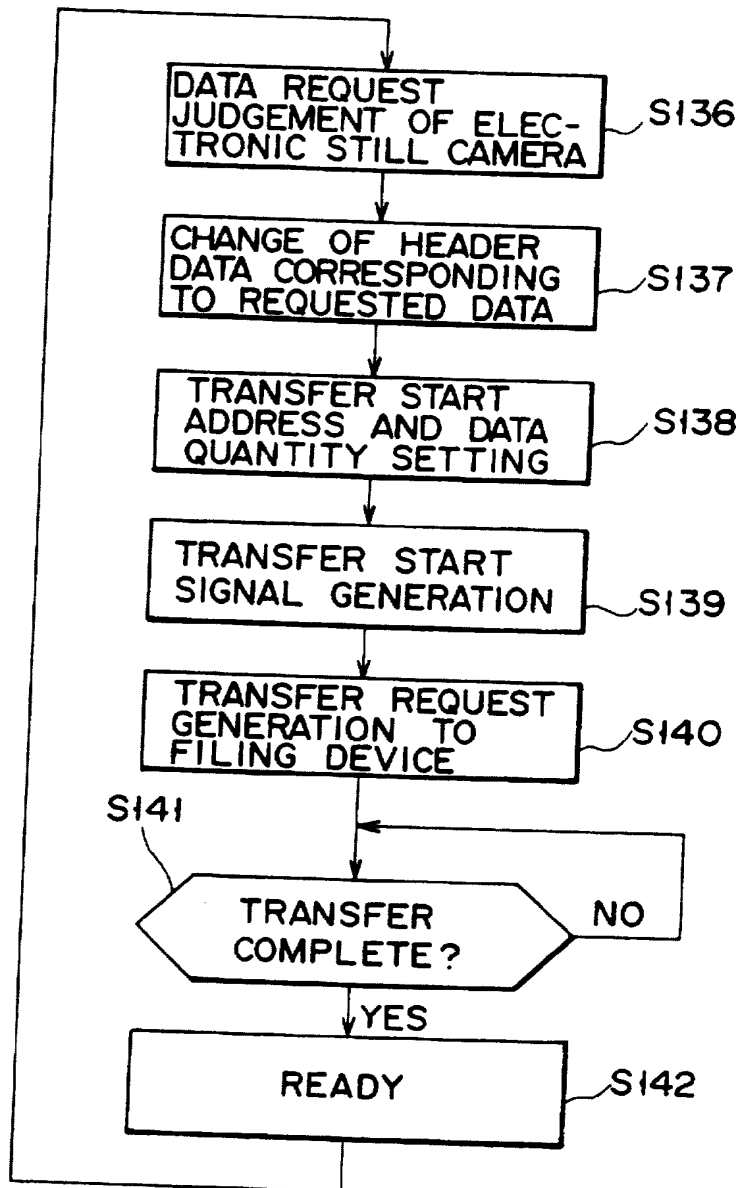 DATA REQUEST
JUDGEMENT OF ELEC-
TRONIC STILL CAMERA
S136
CHANGE OF HEADER
DATA CORRESPONDING
TO REQUESTED DATA
S137
TRANSFER START
ADDRESS AND DATA
QUANTITY SETTING
S138
TRANSFER START
SIGNAL GENERATION
S139
TRANSFER REQUEST
GENERATION TO
FILING DEVICE
S140
S141
TRANSFER
COMPLETE?
NO
YES
READY
S142